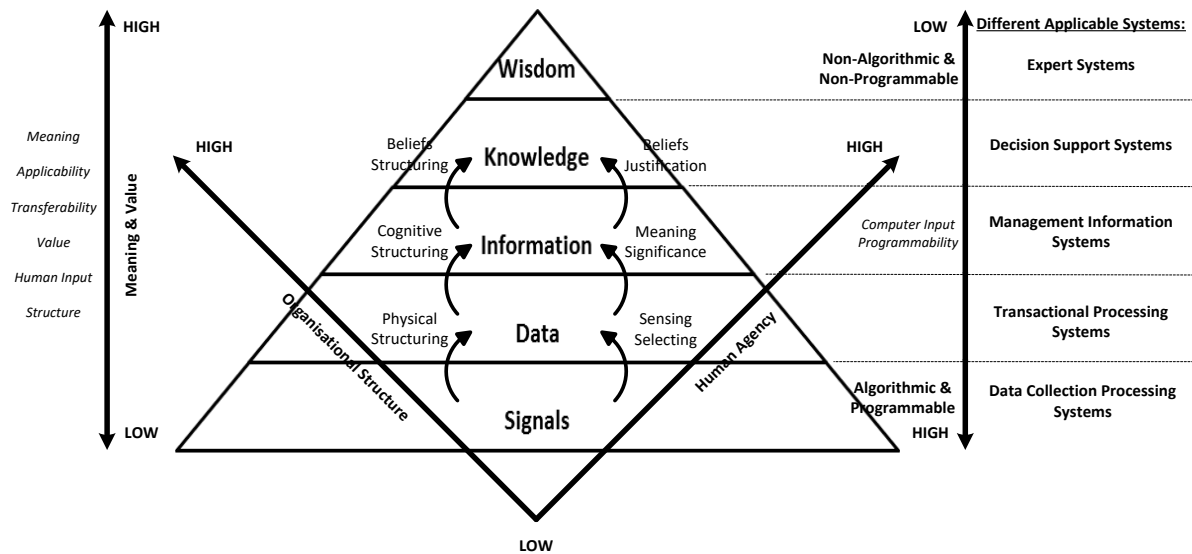 HIGH
LOW
Different Applicable Systems:
Wisdom
Non-Algorithmic &
Non-Programmable
Expert Systems
Meaning
Applicability
Transferability
Value
Human Input
Structure
Meaning & Value
HIGH
Beliefs
Structuring
Knowledge
Beliefs
Justification
HIGH
Decision Support Systems
Cognitive
Structuring
Information
Meaning
Significance
Computer Input
Programmability
Management Information
Systems
Organisational Structure
Physical
Structuring
Data
Sensing
Selecting
Human Agency
Transactional Processing
Systems
Signals
Algorithmic &
Programmable
Data Collection Processing
Systems
LOW
HIGH
LOW